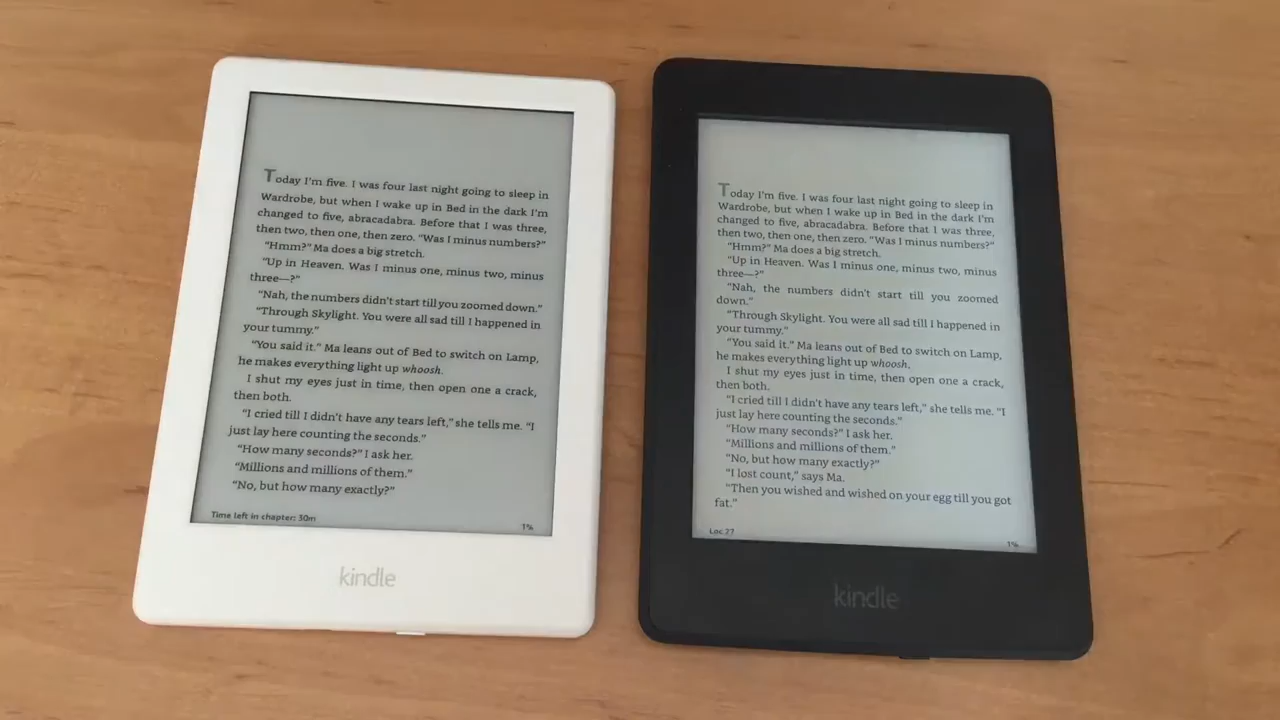 Today I'm five. I was four last night going to sleep in
Wardrobe, but when I wake up in Bed in the dark I'm
changed to five, abracadabra. Before that I was three,
then two, then one, then zero. “Was I minus numbers?”
“Hmm?” Ma does a big stretch.
“Up in Heaven. Was I minus one, minus two, minus
three—?”
“Nah, the numbers didn't start till you zoomed down.”
“Through Skylight. You were all sad till I happened in
your tummy.”
“You said it.” Ma leans out of Bed to switch on Lamp,
he makes everything light up whoosh.
I shut my eyes just in time, then open one a crack,
then both.
“I cried till I didn't have any tears left,” she tells me. “I
just lay here counting the seconds.”
“How many seconds?” I ask her.
“Millions and millions of them.”
“No, but how many exactly?”
Time left in chapter: 30m
1%
kindle
Today I'm five. I was four last night going to sleep in
Wardrobe, but when I wake up in Bed in the dark I'm
changed to five, abracadabra. Before that I was three,
then two, then one, then zero. “Was I minus numbers?”
“Hmm?” Ma does a big stretch.
“Up in Heaven. Was I minus one, minus two, minus
three—?”
“Nah, the numbers didn't start till you zoomed
down.”
“Through Skylight. You were all sad till I happened in
your tummy.”
“You said it.” Ma leans out of Bed to switch on Lamp,
he makes everything light up whoosh.
I shut my eyes just in time, then open one a crack,
then both.
“I cried till I didn't have any tears left,” she tells me. “I
just lay here counting the seconds.”
“How many seconds?” I ask her.
“Millions and millions of them.”
“No, but how many exactly?”
“I lost count,” says Ma.
“Then you wished and wished on your egg till you got
fat.”
Loc 27
1%
kindle